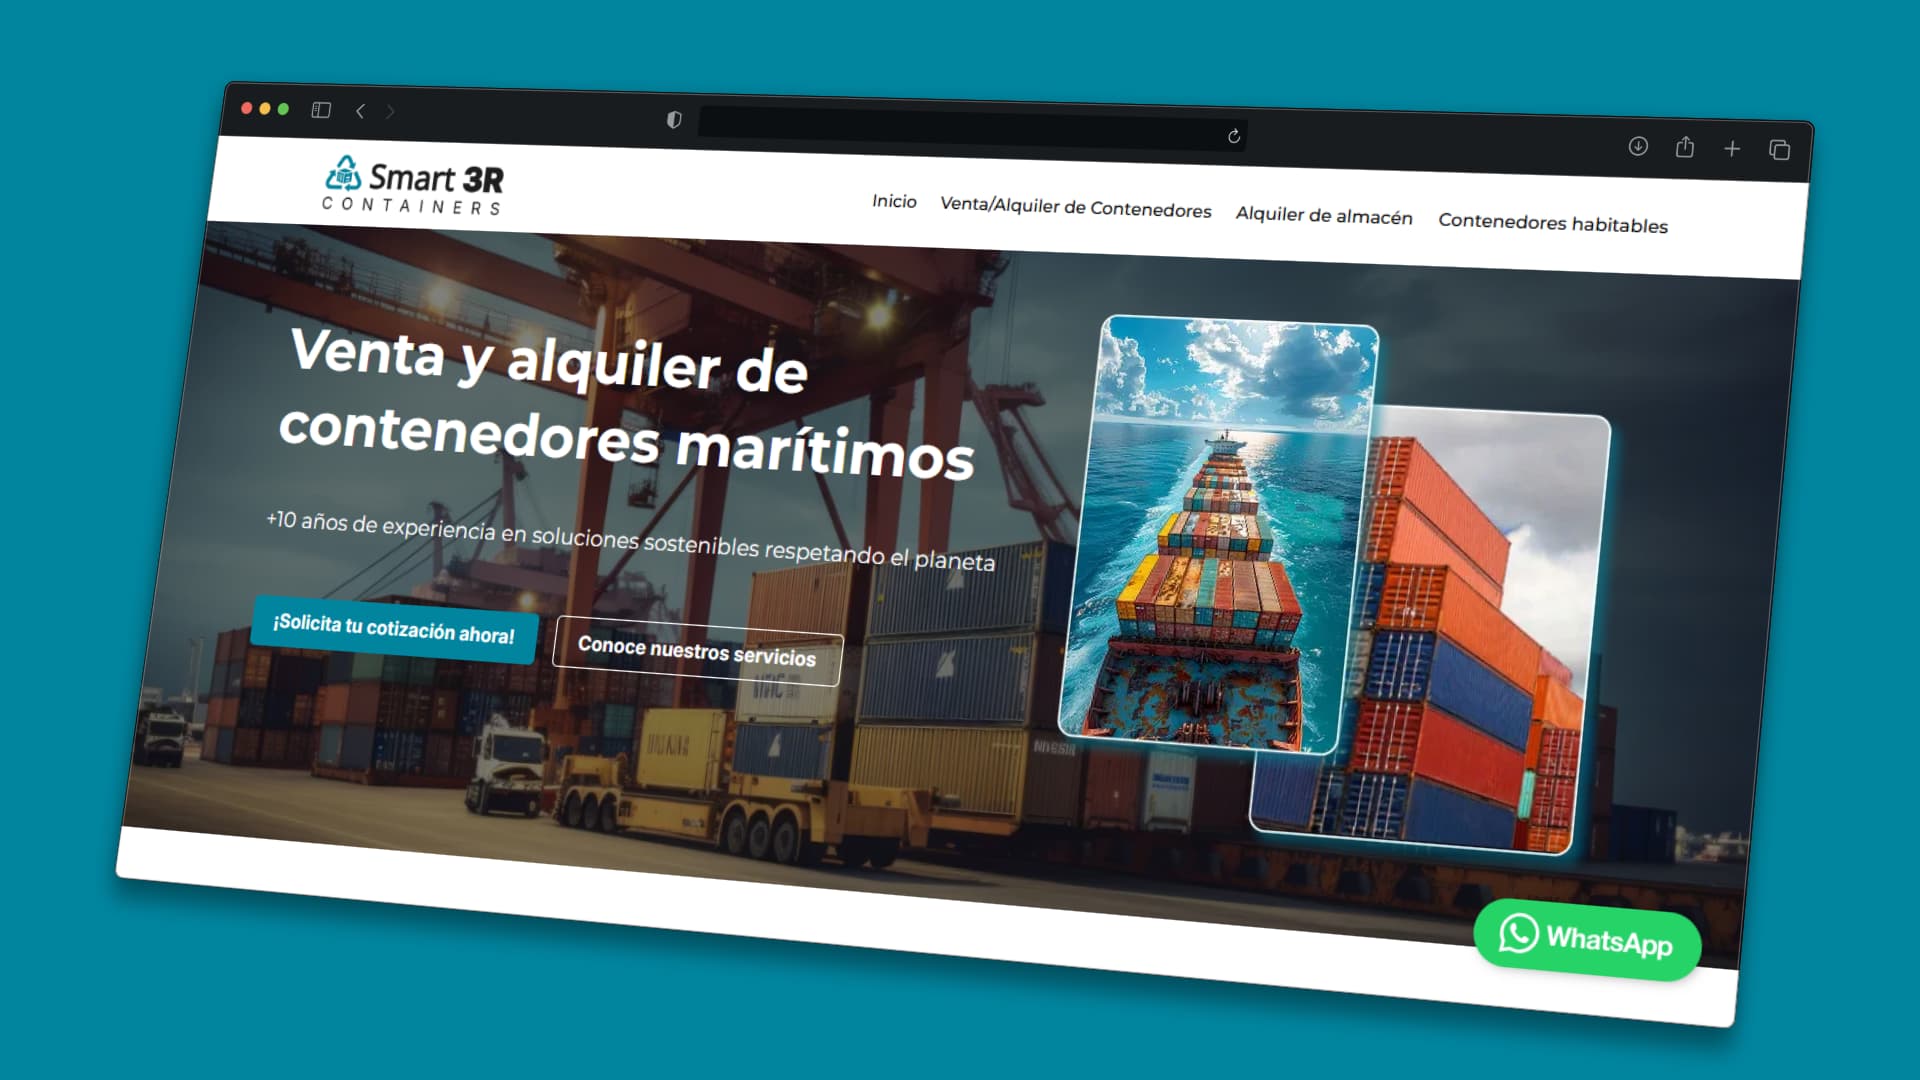 Smart 3R
CONTAINERS
Inicio Venta/Alquiler de Contenedores Alquiler de almacén Contenedores habitables
Venta y alquiler de
contenedores marítimos
+10 años de experiencia en soluciones sostenibles respetando el planeta
¡Solicita tu cotización ahora! Conoce nuestros servicios
WhatsApp